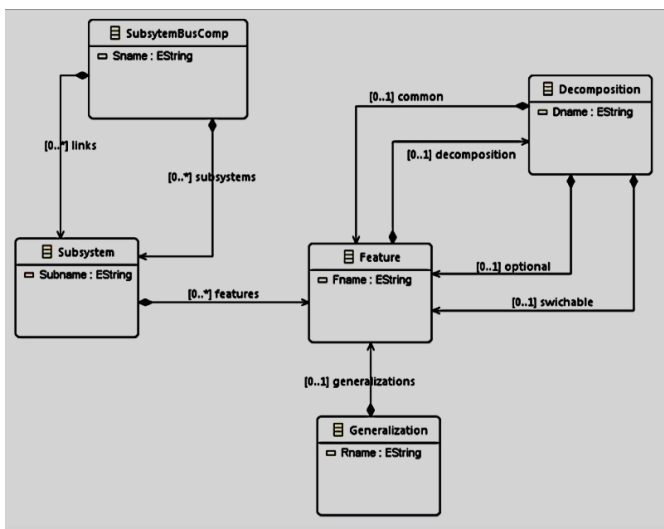 SubsytemBusComp
Sname : EString
[0..*] links
[0..*] subsystems
Decomposition
Dname : EString
[0..1] common
[0..1] decomposition
[0..1] optional
[0..1] swichable
Subsystem
Subname : EString
[0..*] features
Feature
Fname : EString
[0..1] generalizations
Generalization
Rname : EString